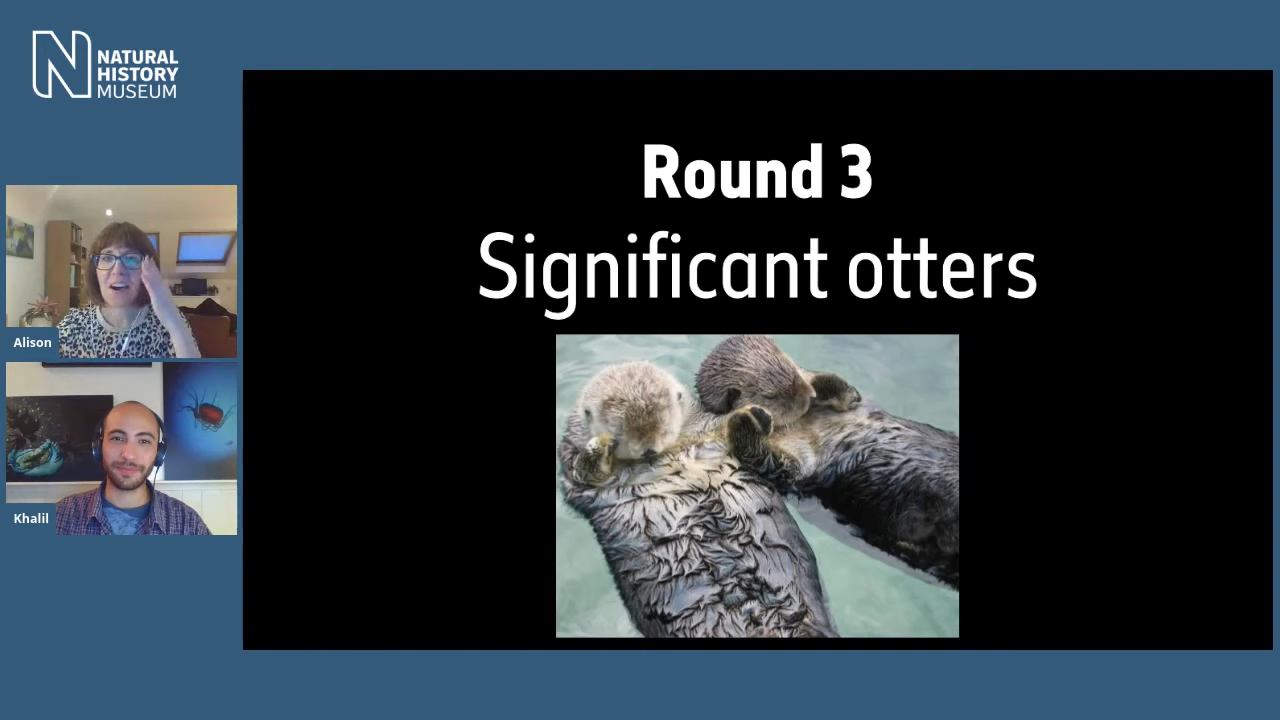 NATURAL
HISTORY
MUSEUM
Round 3
Significant otters
Alison
Khalil